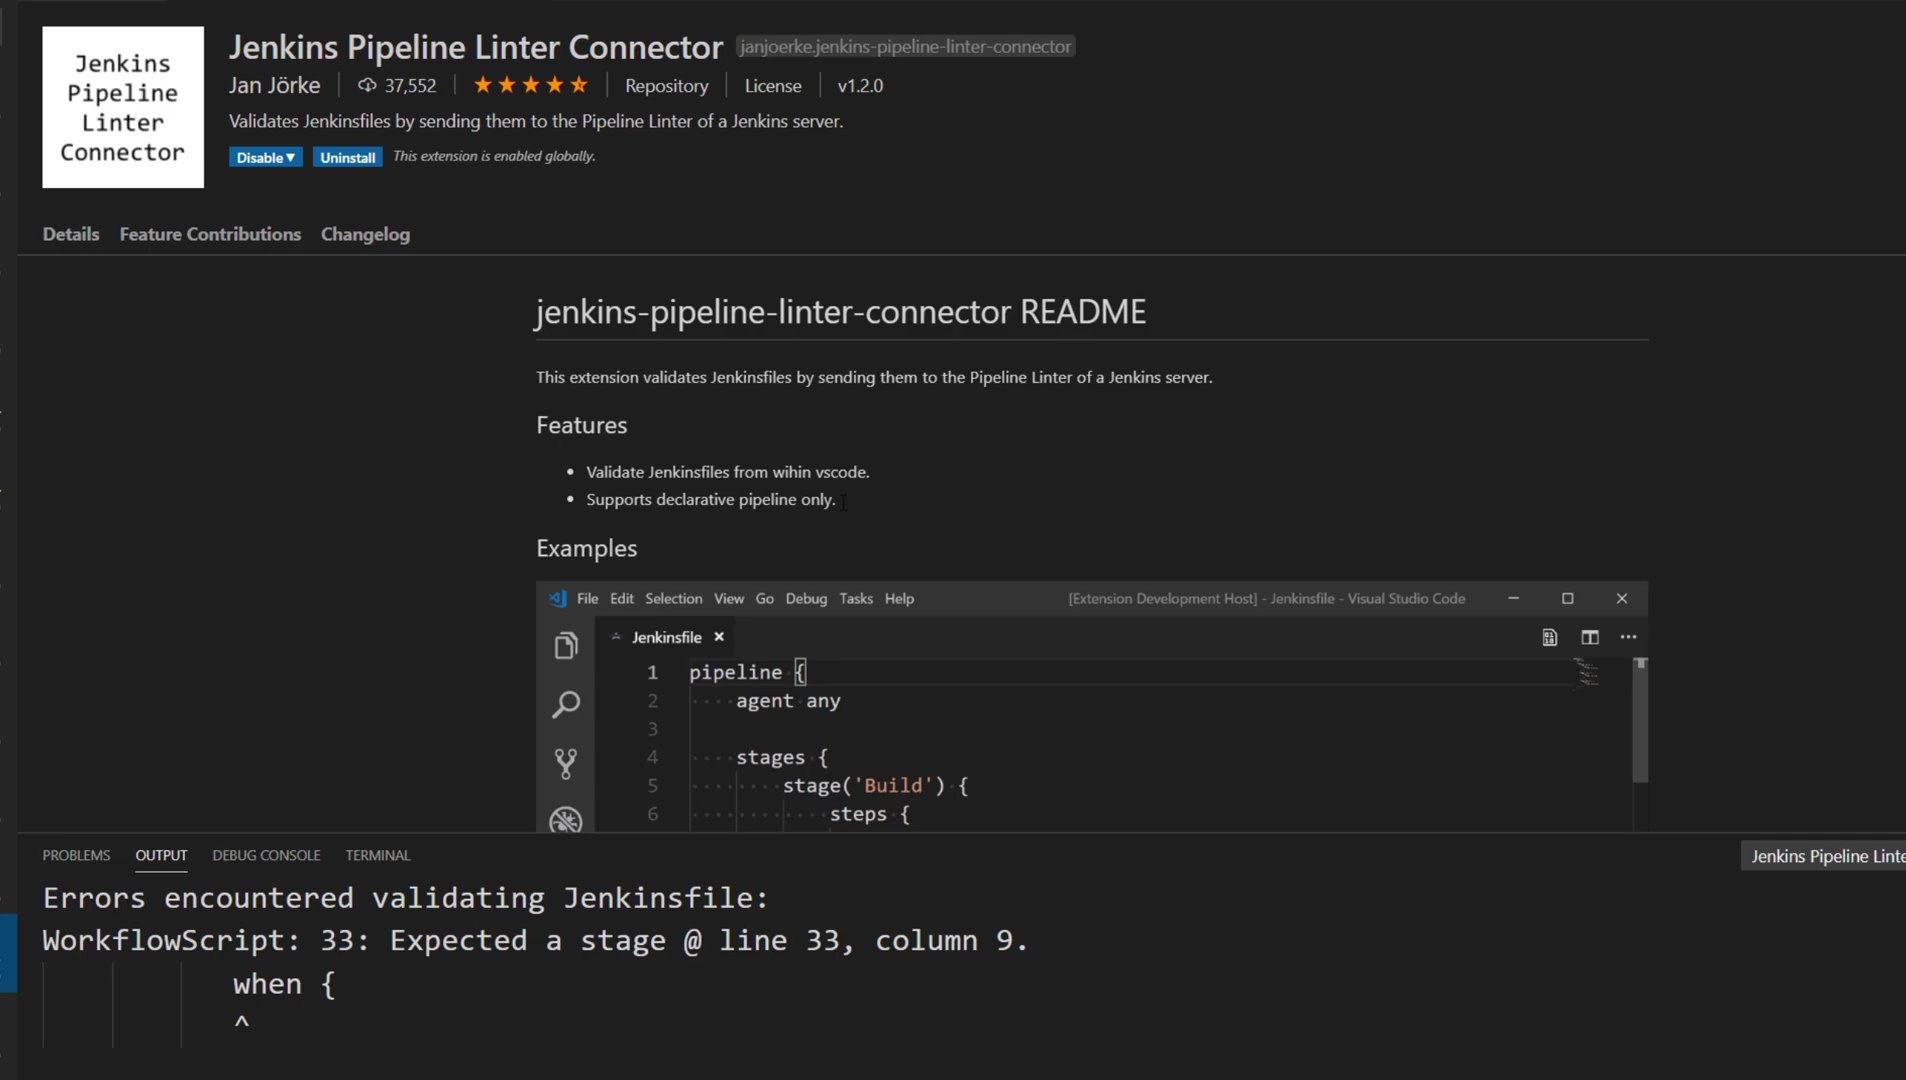 Jenkins
Pipeline
Linter
Connector
Jenkins Pipeline Linter Connector janjoerke.jenkins-pipeline-linter-connector
Jan Jörke 37,552 Repository License v1.2.0
Validates Jenkinsfiles by sending them to the Pipeline Linter of a Jenkins server.
Disable Uninstall This extension is enabled globally.
Details Feature Contributions Changelog
jenkins-pipeline-linter-connector README
This extension validates Jenkinsfiles by sending them to the Pipeline Linter of a Jenkins server.
Features
• Validate Jenkinsfiles from wihin vscode.
• Supports declarative pipeline only.
Examples
File Edit Selection View Go Debug Tasks Help [Extension Development Host] - Jenkinsfile - Visual Studio Code
Jenkinsfile
1 pipeline {
2 agent any
3
4 stages {
5 stage('Build') {
6 steps {
PROBLEMS OUTPUT DEBUG CONSOLE TERMINAL Jenkins Pipeline Linte
Errors encountered validating Jenkinsfile:
WorkflowScript: 33: Expected a stage @ line 33, column 9.
when {
^